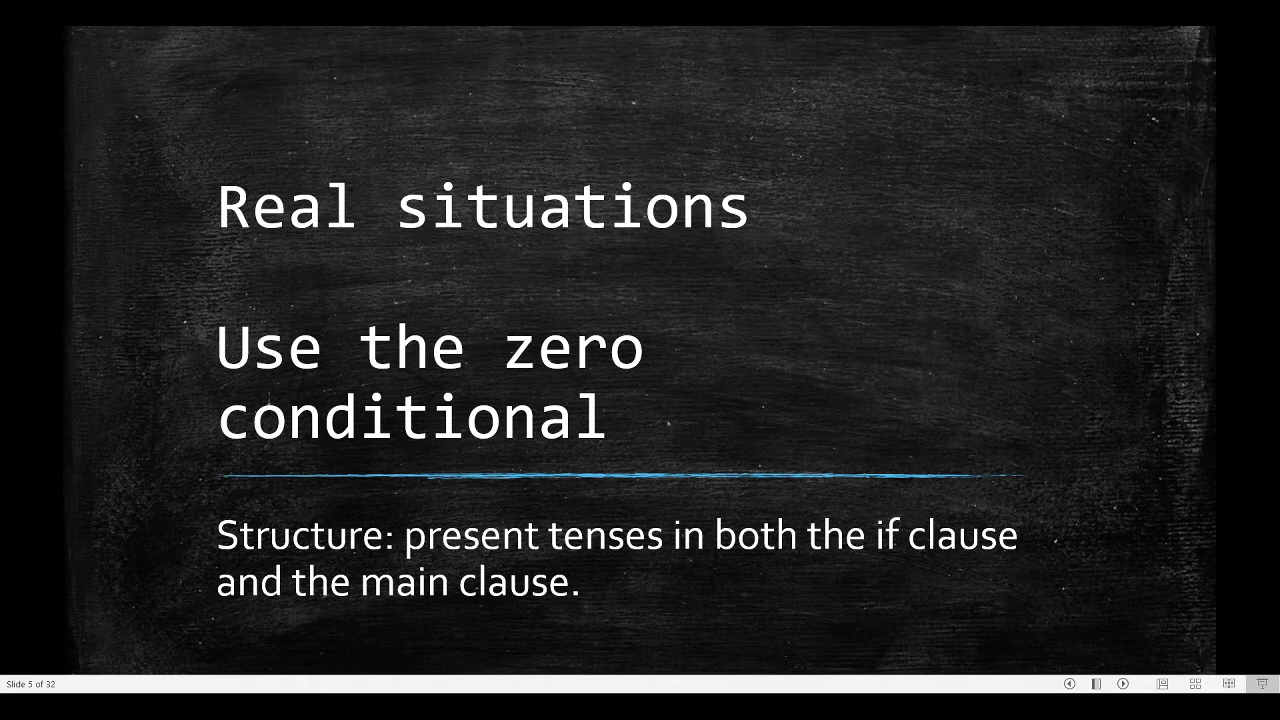 Real situations
Use the zero
conditional
Structure: present tenses in both the if clause
and the main clause.
Slide 5 of 32